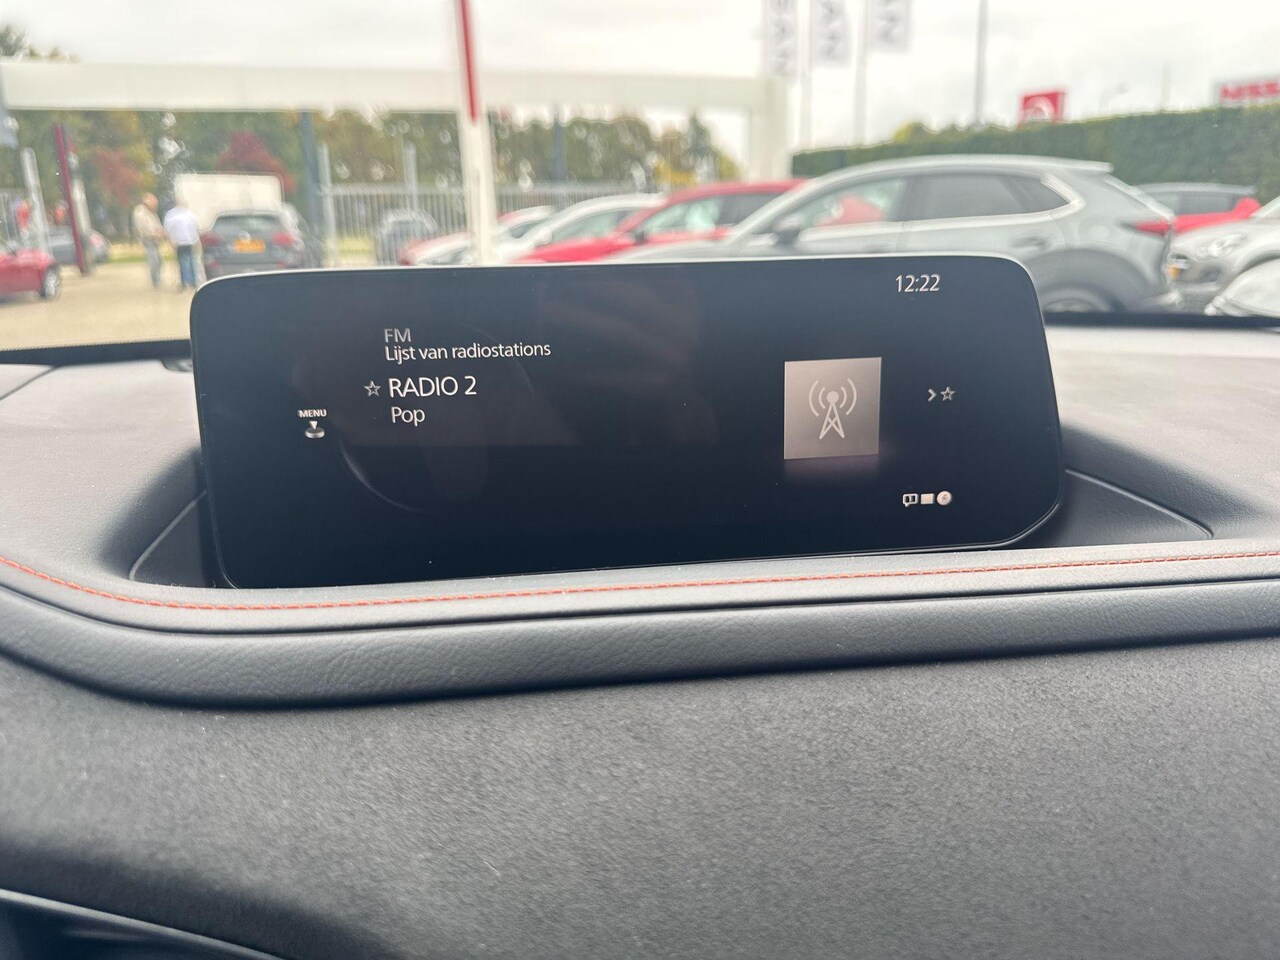 12:22
FM
Lijst van radiostations
RADIO 2
Pop
MENU